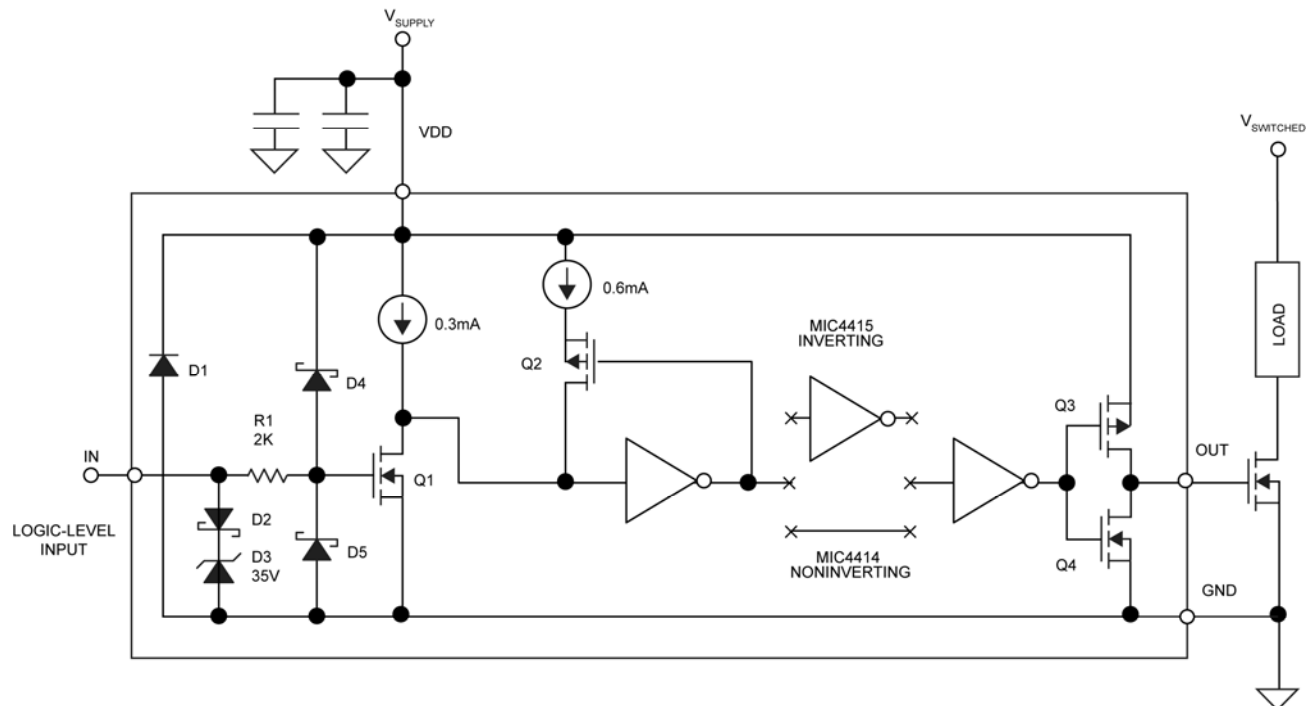 VSUPPLY
VDD
VSWITCHED
0.3mA
0.6mA
MIC4415
INVERTING
LOAD
D1
D4
Q2
R1
2K
Q3
IN
Q1
OUT
LOGIC-LEVEL
INPUT
D2
D3
35V
D5
MIC4414
NONINVERTING
Q4
GND